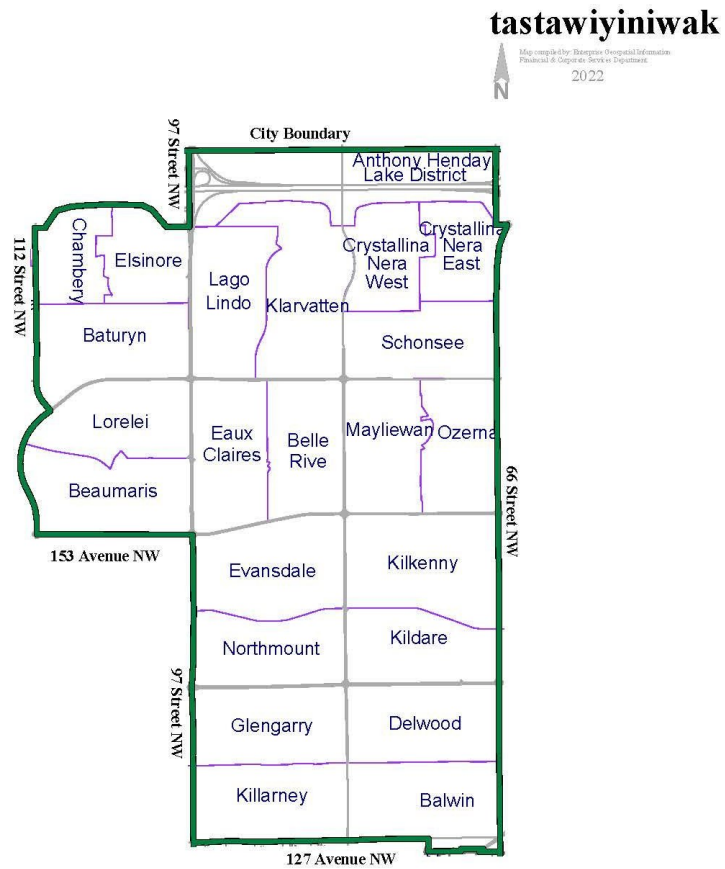 tastawiyiniwak
Map compiled by: Enterprise Geospatial Information
Financial & Corporate Services Department
2022
N
City Boundary
97 Street NW
Anthony Henday
Lake District
112 Street NW
Chambery
Elsinore
Lago
Lindo
Klarvatten
Crystallina
Nera
West
Crystallina
Nera
East
Baturyn
Schonsee
Lorelei
Eaux
Claires
Belle
Rive
Mayliewan
Ozerna
Beaumaris
66 Street NW
153 Avenue NW
Evansdale
Kilkenny
Northmount
Kildare
97 Street NW
Glengarry
Delwood
Killarney
Balwin
127 Avenue NW